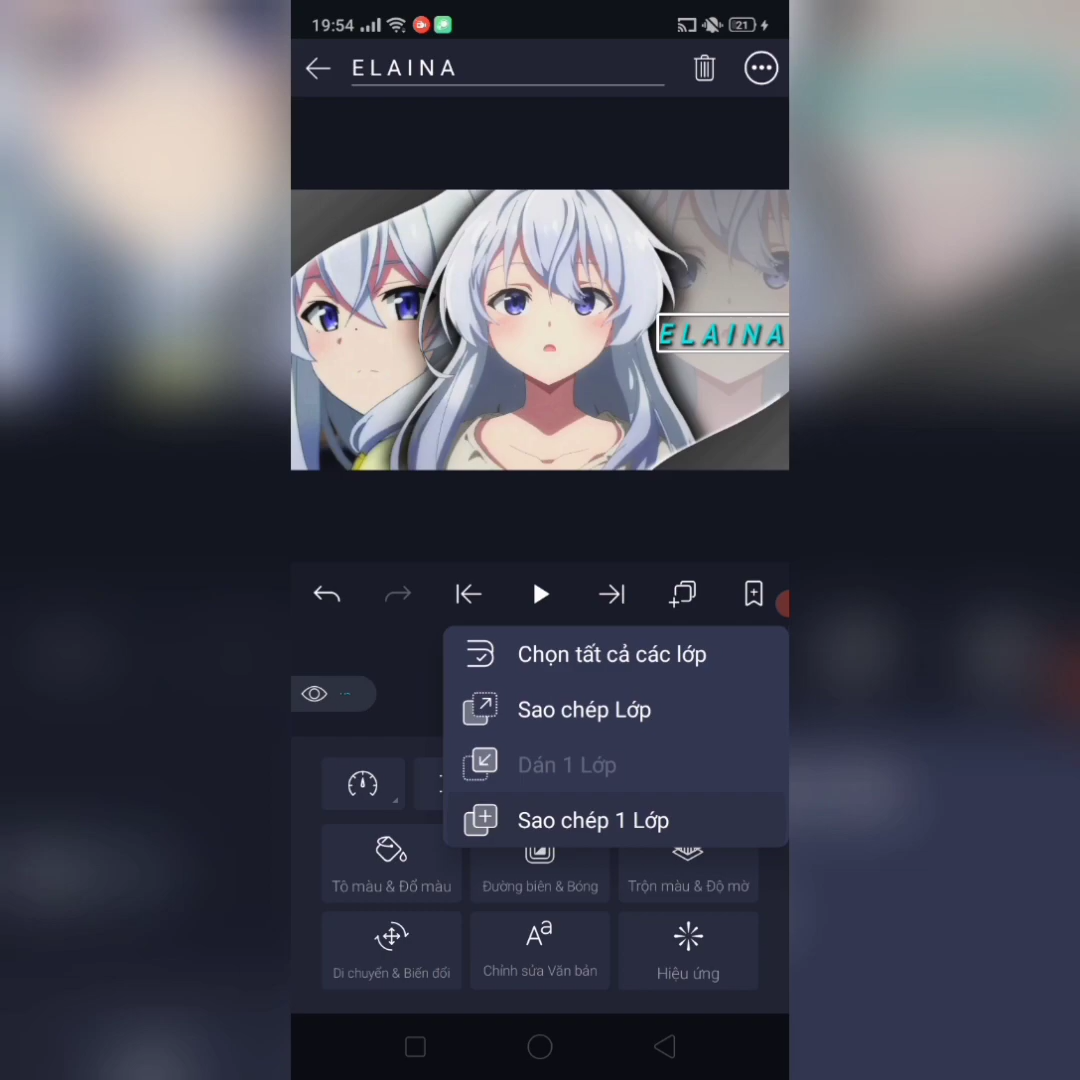 19:54
21
ELAINA
ELAINA
Chọn tất cả các lớp
Sao chép Lớp
Dán 1 Lớp
Sao chép 1 Lớp
Tô màu & Đổ màu
Đường biên & Bóng
Trộn màu & Độ mờ
Di chuyển & Biến đổi
Chỉnh sửa Văn bản
Hiệu ứng